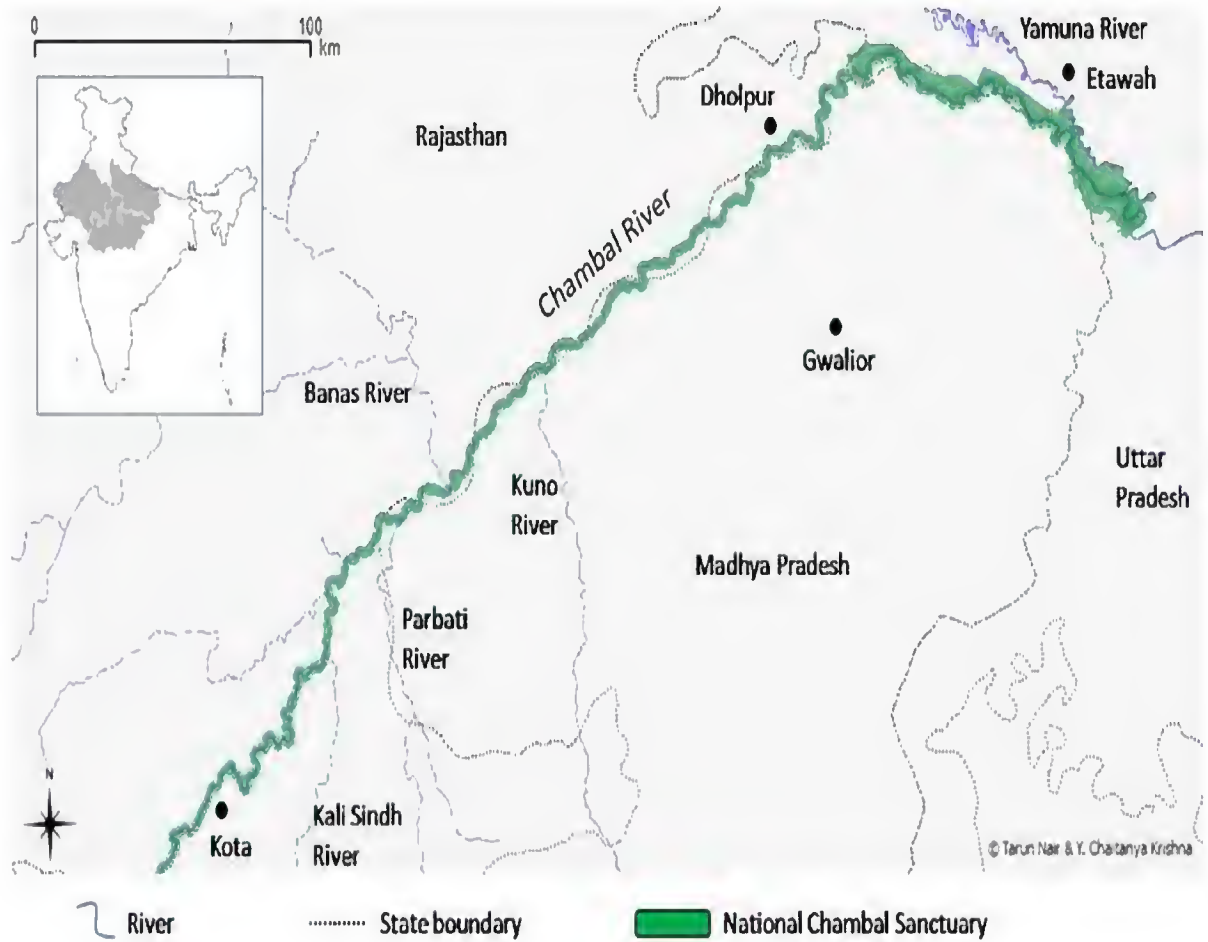 0 100
km
Yamuna River
Etawah
Dholpur
Rajasthan
Chambal River
Gwalior
Banas River
Kuno
River
Uttar
Pradesh
Madhya Pradesh
Parbati
River
N
Kali Sindh
River
Kota
© Tarun Nair & Y. Chaitanya Krishna
River State boundary National Chambal Sanctuary